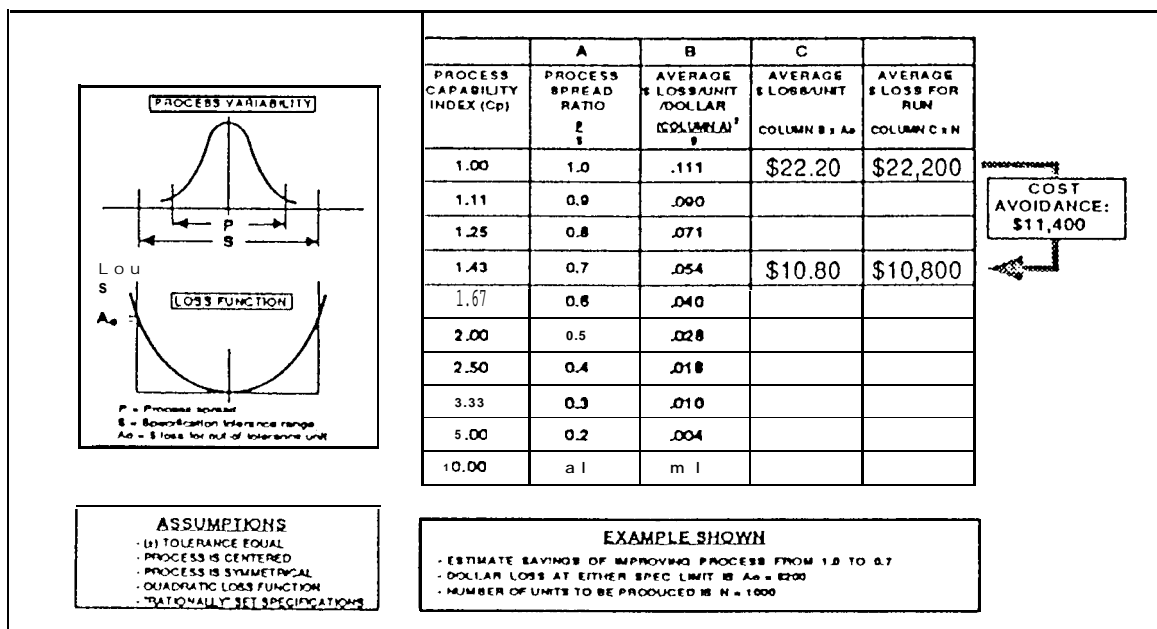 PROCESS VARIABILITY
P
S
Lou
s
LOSS FUNCTION
Ao
P = Process spread
S = Specification tolerance range
Ao = $ loss for out of tolerance unit
A B C
PROCESS CAPABILITY INDEX (Cp)
PROCESS SPREAD RATIO
P
S
AVERAGE $ LOSS/UNIT /DOLLAR
(COLUMN A)²
9
AVERAGE $ LOSS/UNIT
COLUMN B x Ao
AVERAGE $ LOSS FOR RUN
COLUMN C x N
1.00 1.0 .111 $22.20 $22,200
1.11 0.9 .090
1.25 0.8 .071
1.43 0.7 .054 $10.80 $10,800
1.67 0.6 .040
2.00 0.5 .028
2.50 0.4 .018
3.33 0.3 .010
5.00 0.2 .004
10.00 al ml
COST
AVOIDANCE:
$11,400
ASSUMPTIONS
- (±) TOLERANCE EQUAL
- PROCESS IS CENTERED
- PROCESS IS SYMMETRICAL
- QUADRATIC LOSS FUNCTION
- "RATIONALLY" SET SPECIFICATIONS
EXAMPLE SHOWN
- ESTIMATE SAVINGS OF IMPROVING PROCESS FROM 1.0 TO 0.7
- DOLLAR LOSS AT EITHER SPEC LIMIT IS Ao = $200
- NUMBER OF UNITS TO BE PRODUCED IS N = 1000